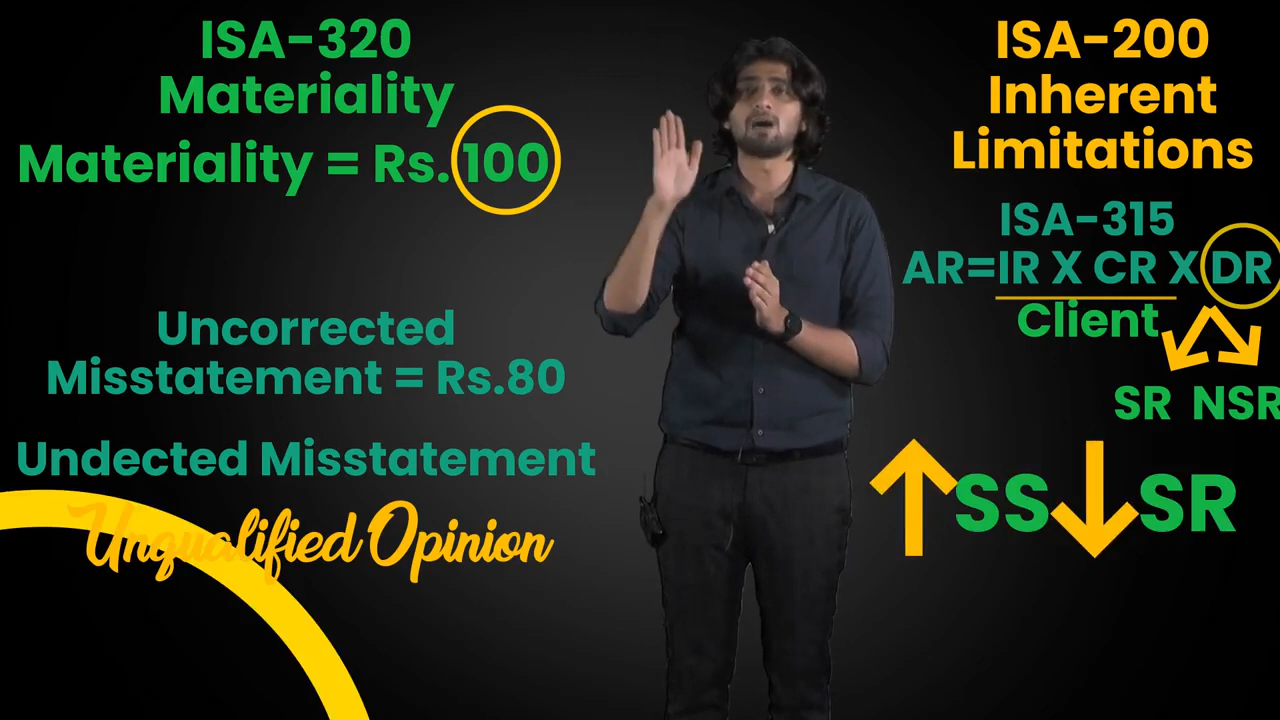 ISA-320
Materiality
Materiality = Rs. 100
Uncorrected
Misstatement = Rs.80
Undected Misstatement
Unqualified Opinion
ISA-200
Inherent
Limitations
ISA-315
AR=IR X CR X DR
Client
SR NSR
SS SR